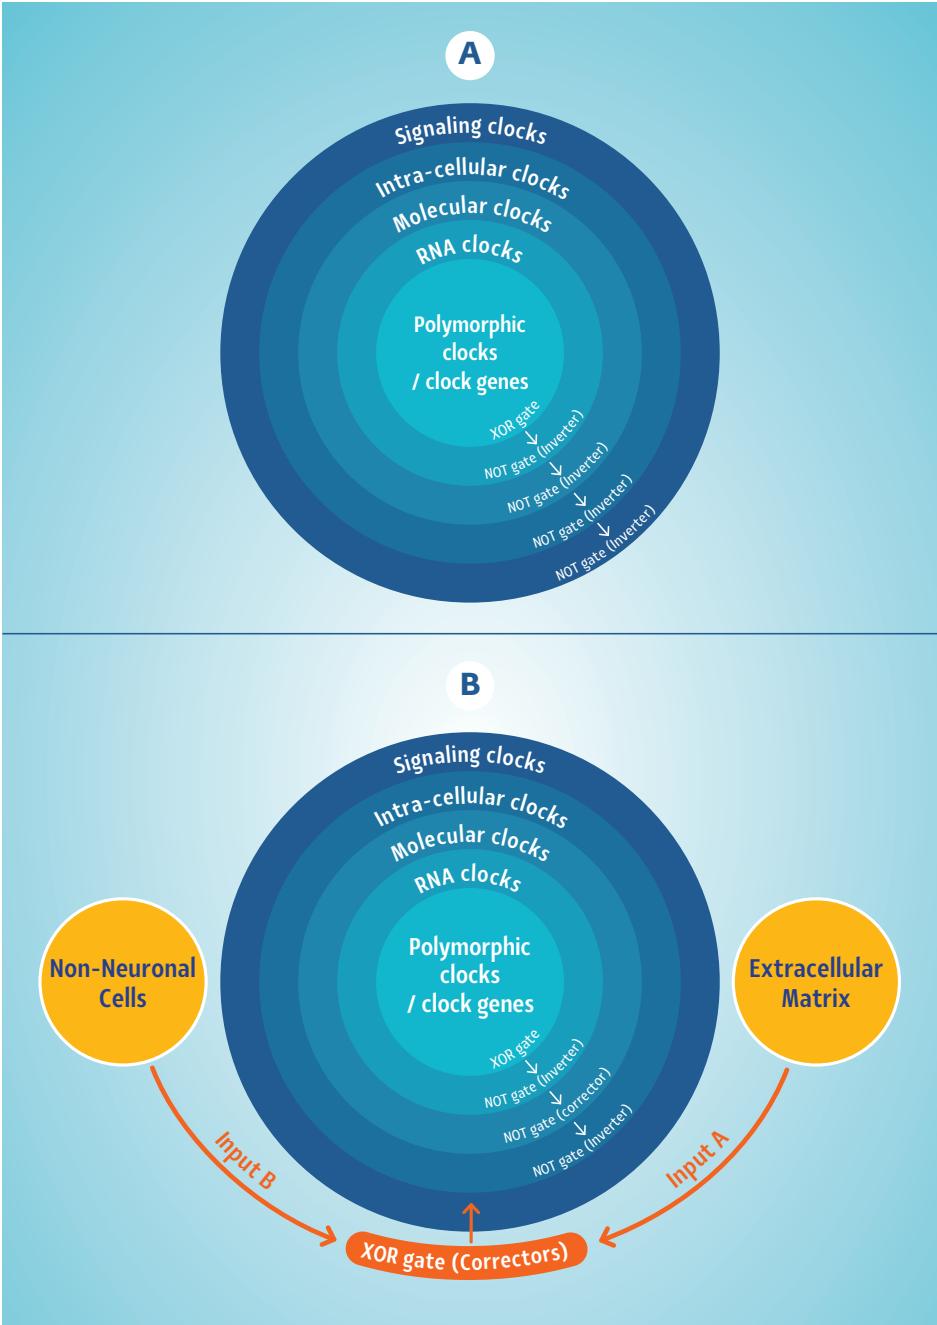 A
Signaling clocks
Intra-cellular clocks
Molecular clocks
RNA clocks
Polymorphic
clocks
/ clock genes
XOR gate
NOT gate (Inverter)
NOT gate (Inverter)
NOT gate (Inverter)
NOT gate (Inverter)
B
Signaling clocks
Intra-cellular clocks
Molecular clocks
RNA clocks
Polymorphic
clocks
/ clock genes
Non-Neuronal
Cells
Extracellular
Matrix
XOR gate
NOT gate (Inverter)
NOT gate (corrector)
NOT gate (Inverter)
Input B
Input A
XOR gate (Correctors)